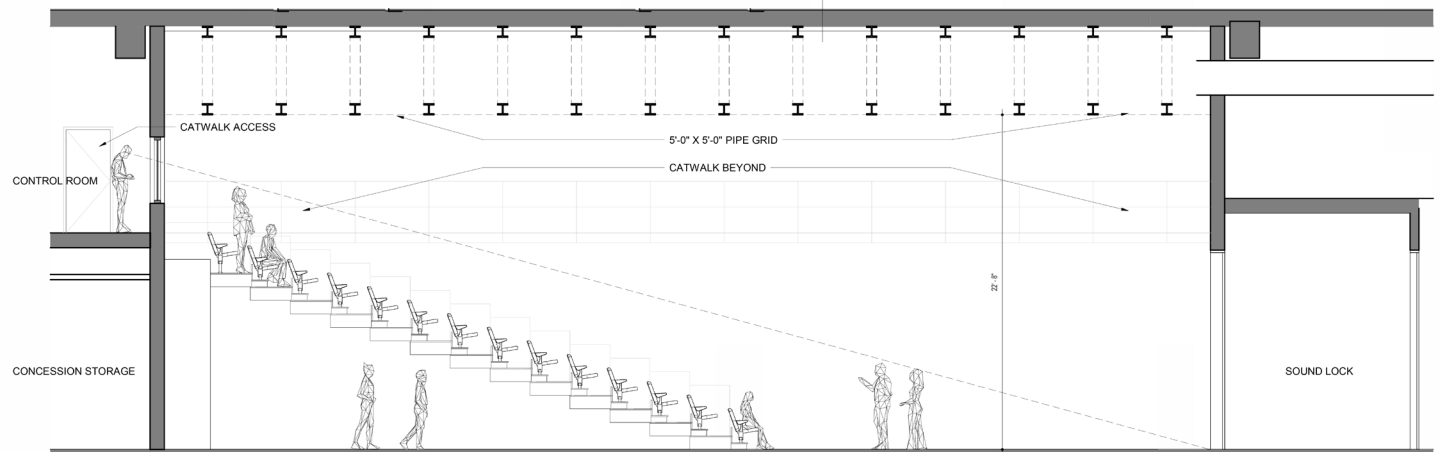 CATWALK ACCESS
5'-0" X 5'-0" PIPE GRID
CATWALK BEYOND
CONTROL ROOM
22' - 8"
CONCESSION STORAGE
SOUND LOCK